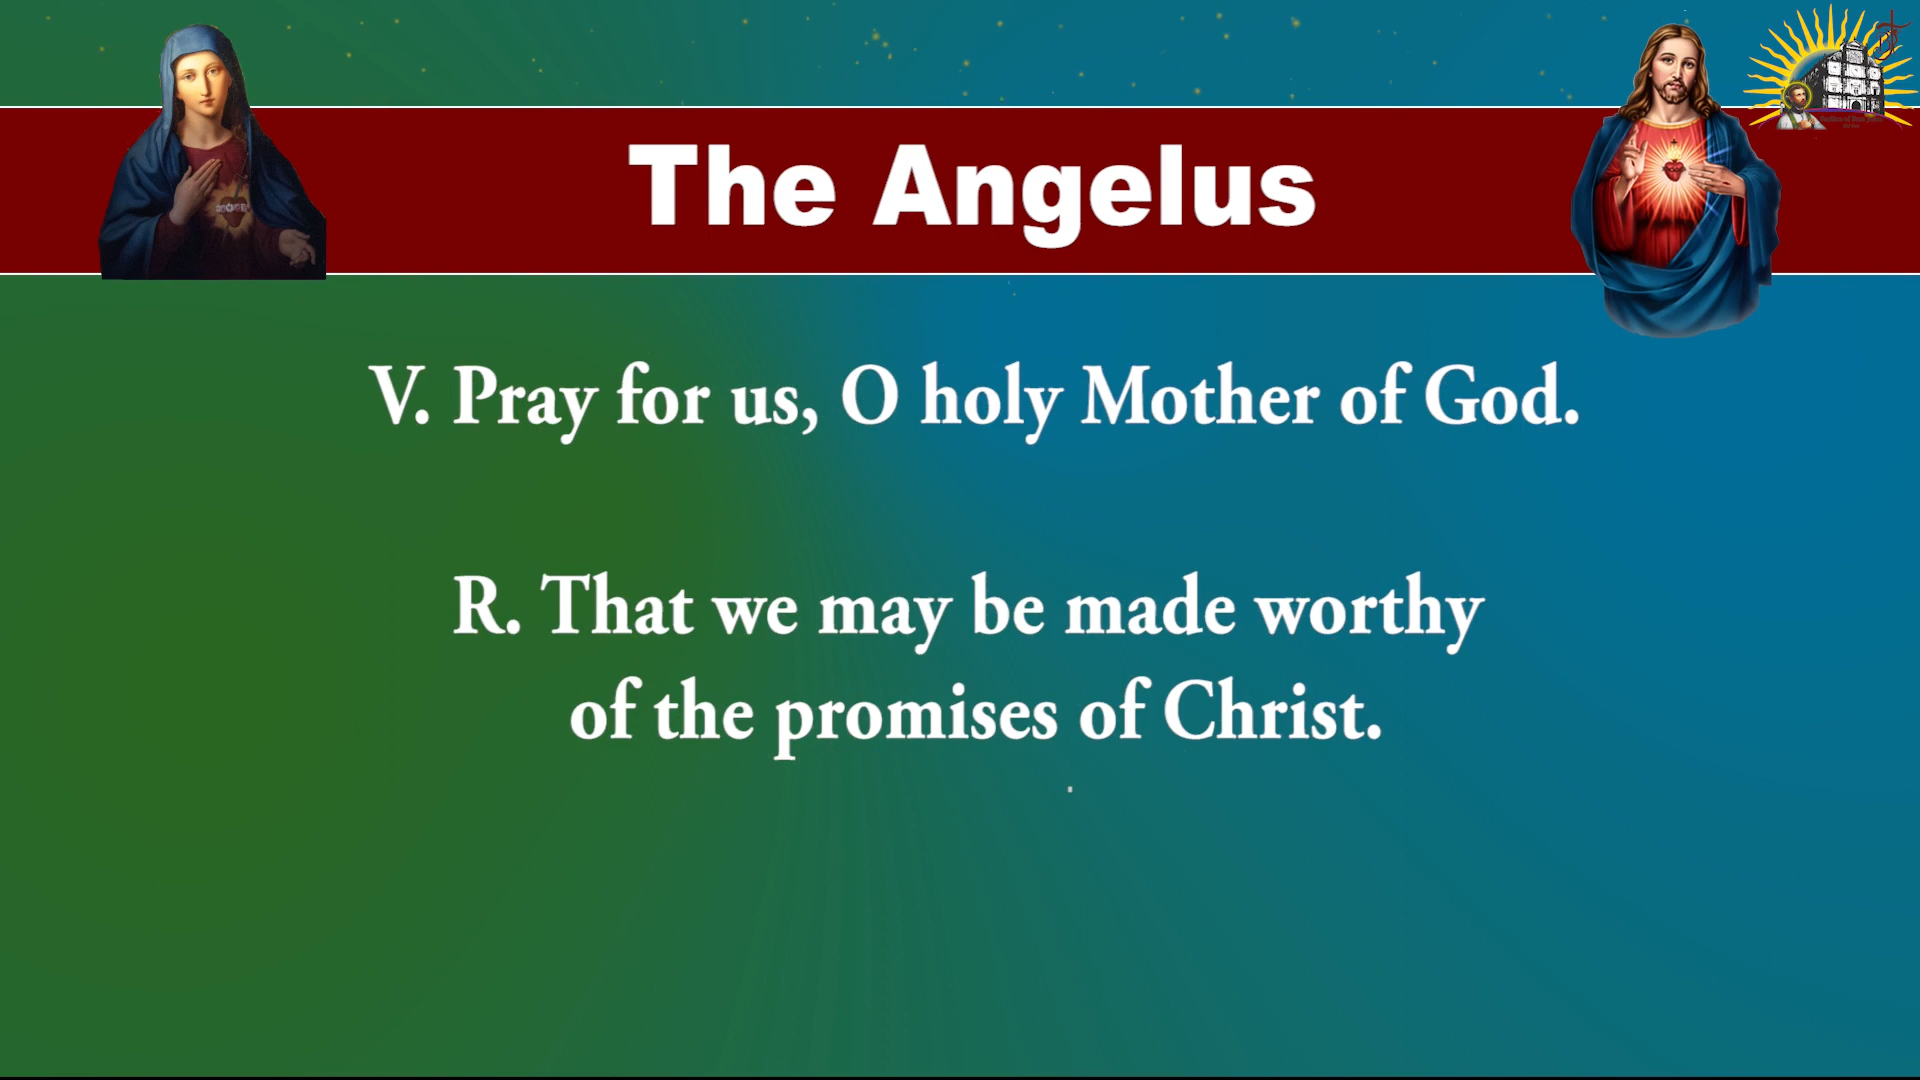 The Angelus
V. Pray for us, O holy Mother of God.
R. That we may be made worthy
of the promises of Christ.